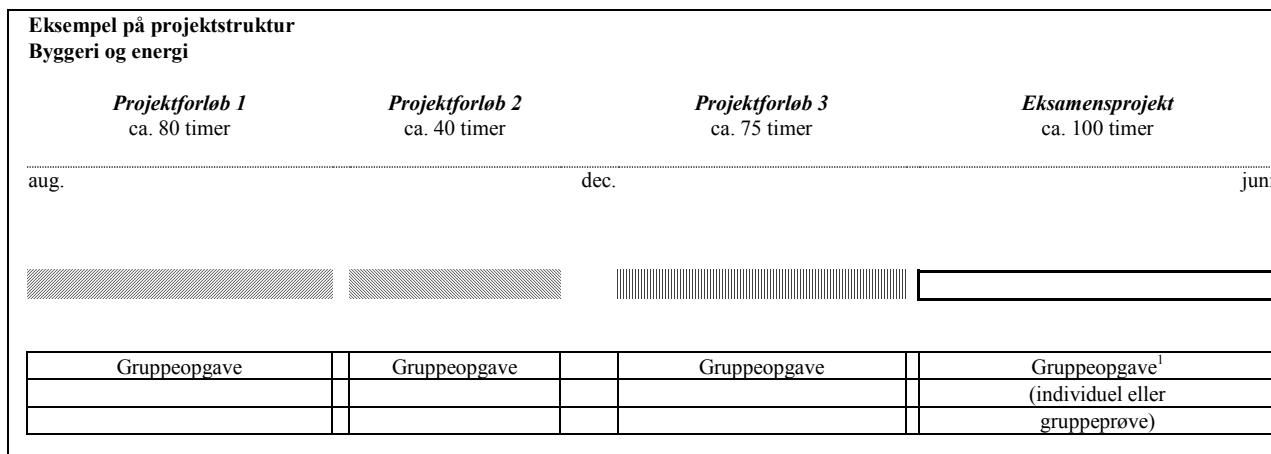 Eksempel på projektstruktur
Byggeri og energi
Projektforløb 1 Projektforløb 2 Projektforløb 3 Eksamensprojekt
ca. 80 timer ca. 40 timer ca. 75 timer ca. 100 timer
aug. dec. jun
Gruppeopgave Gruppeopgave Gruppeopgave Gruppeopgave¹
(individuel eller
gruppeprøve)